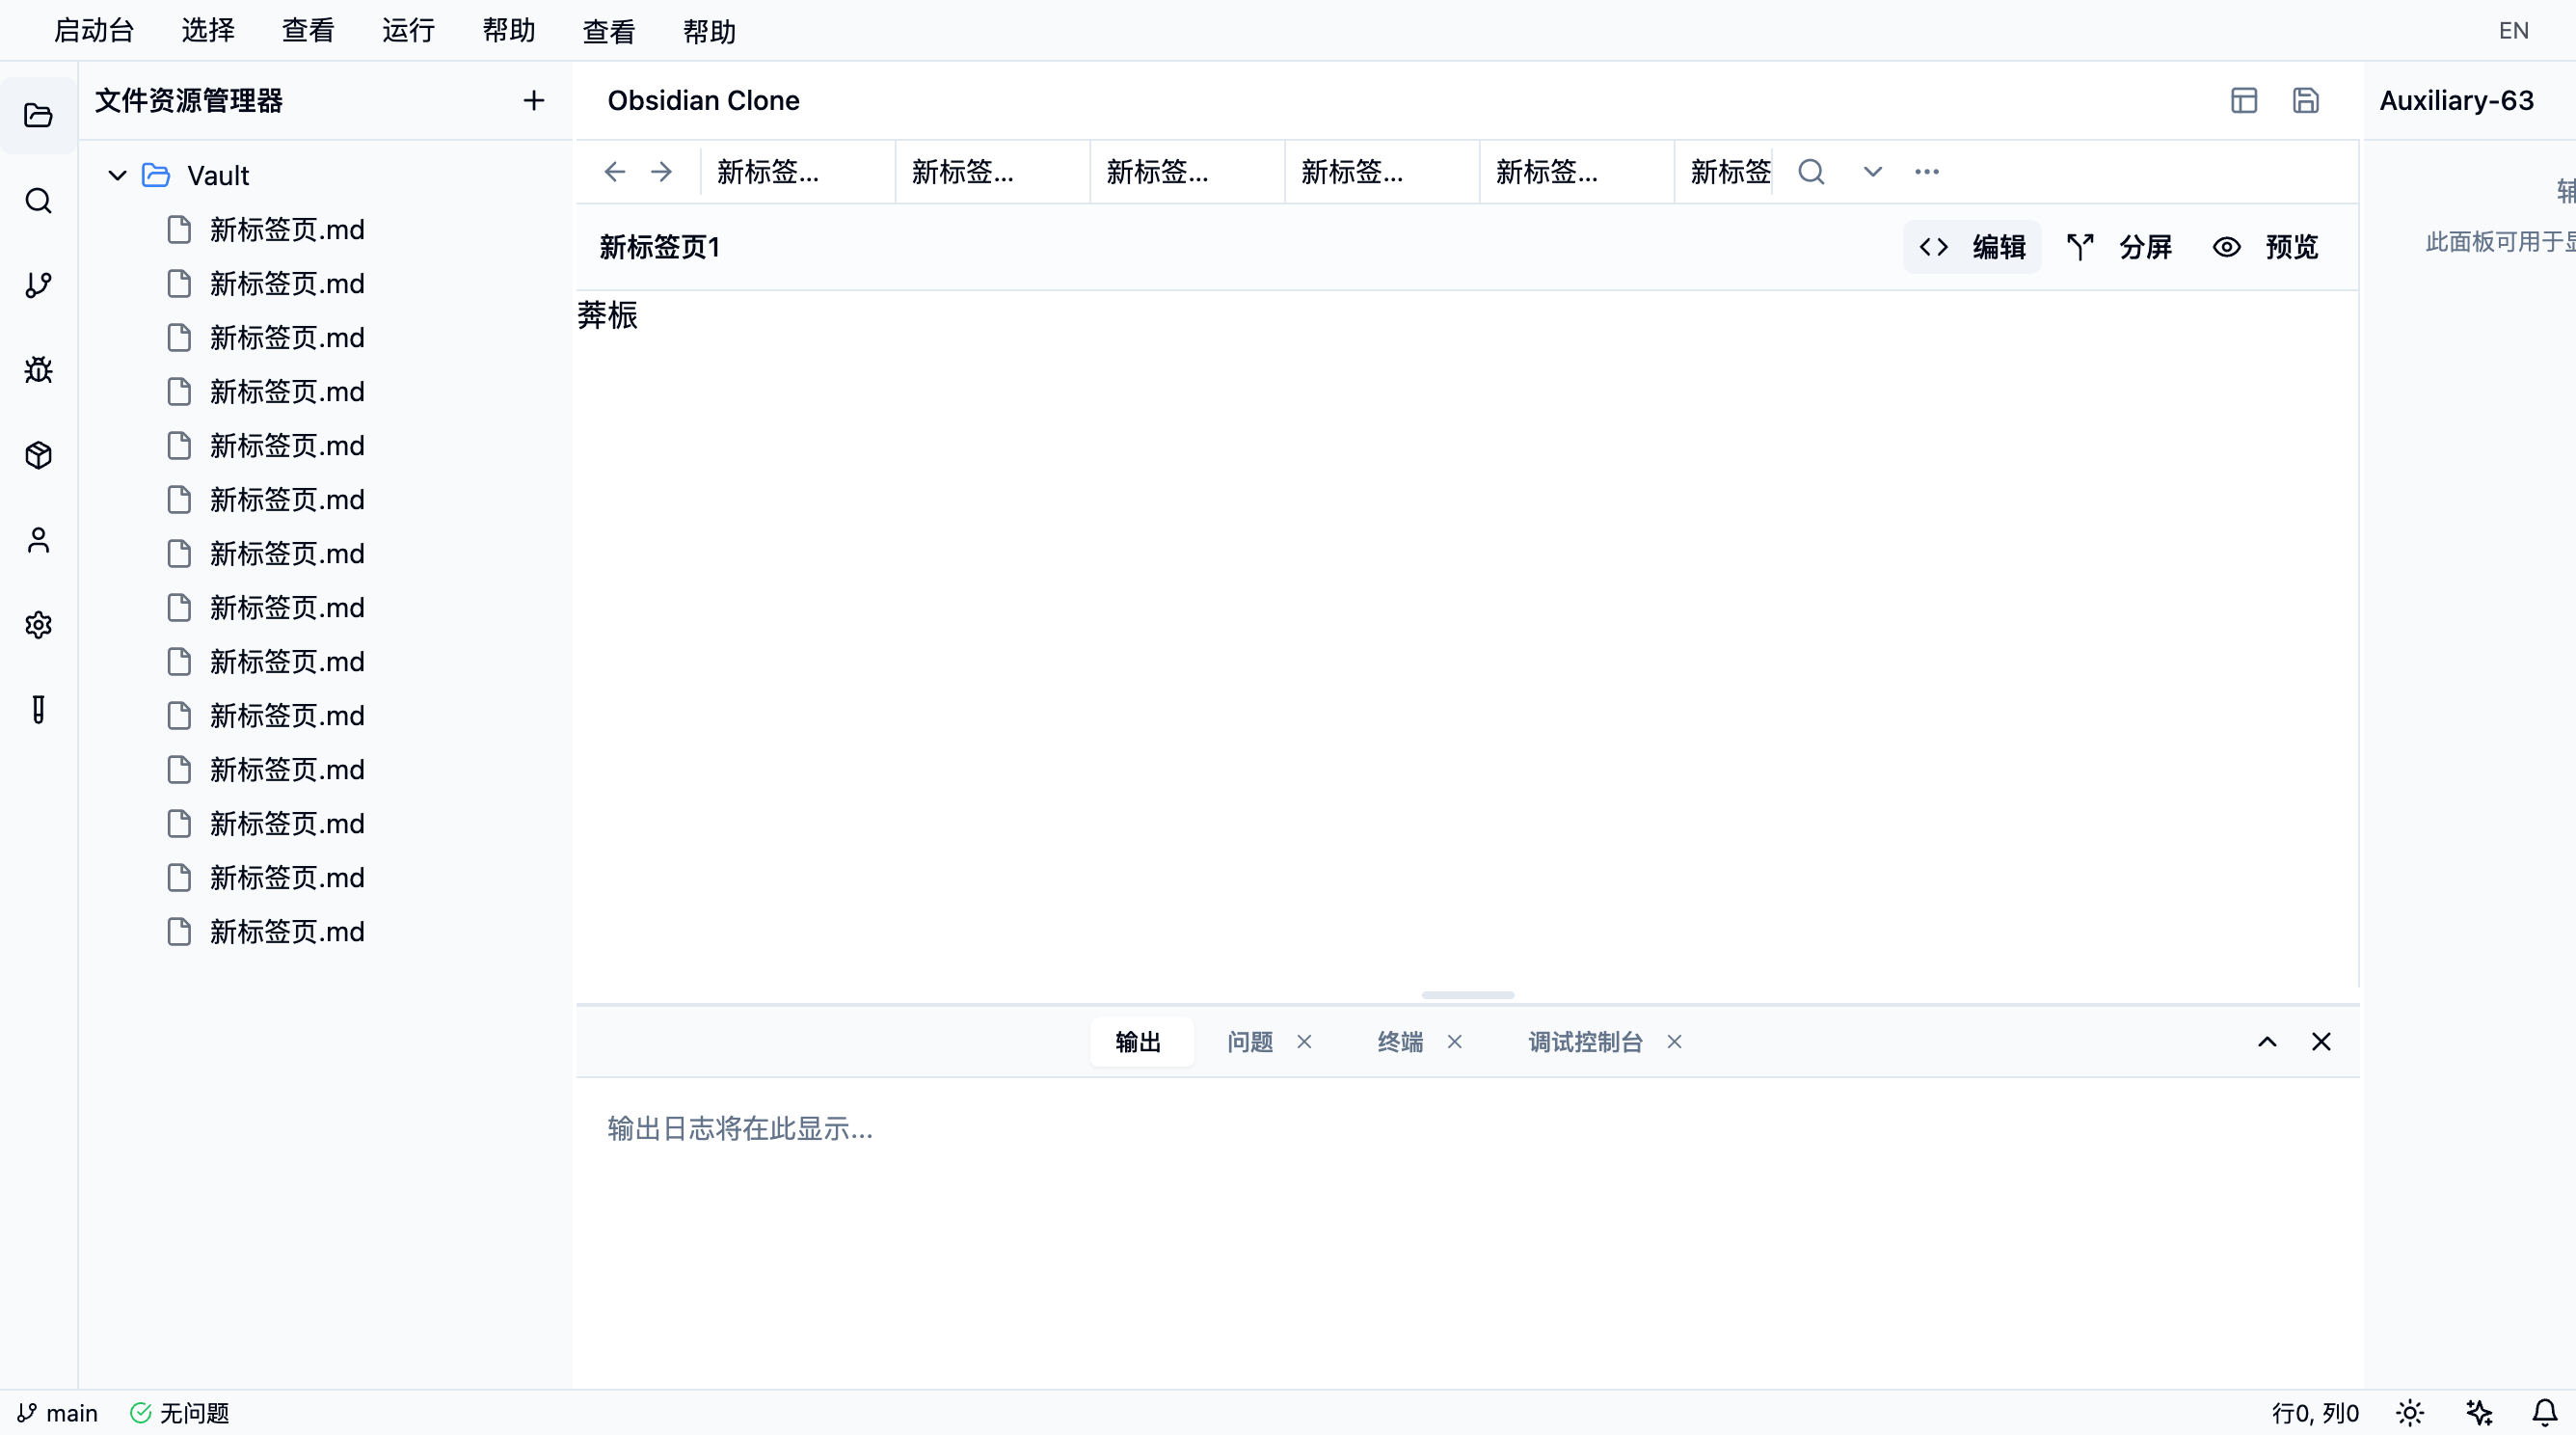 启动台 选择 查看 运行 帮助 查看 帮助 EN
文件资源管理器
Vault
新标签页.md
新标签页.md
新标签页.md
新标签页.md
新标签页.md
新标签页.md
新标签页.md
新标签页.md
新标签页.md
新标签页.md
新标签页.md
新标签页.md
新标签页.md
新标签页.md
Obsidian Clone
新标签... 新标签... 新标签... 新标签... 新标签... 新标签
新标签页1 编辑 分屏 预览
莽桭
输出 问题 终端 调试控制台
输出日志将在此显示...
Auxiliary-63
辅
此面板可用于显
main 无问题 行0, 列0